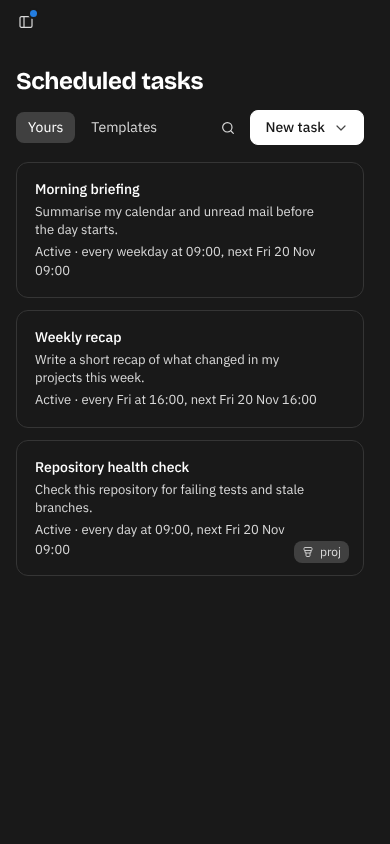 Scheduled tasks
Yours
Templates
New task
Morning briefing
Summarise my calendar and unread mail before
the day starts.
Active · every weekday at 09:00, next Fri 20 Nov
09:00
Weekly recap
Write a short recap of what changed in my
projects this week.
Active · every Fri at 16:00, next Fri 20 Nov 16:00
Repository health check
Check this repository for failing tests and stale
branches.
Active · every day at 09:00, next Fri 20 Nov
09:00
proj